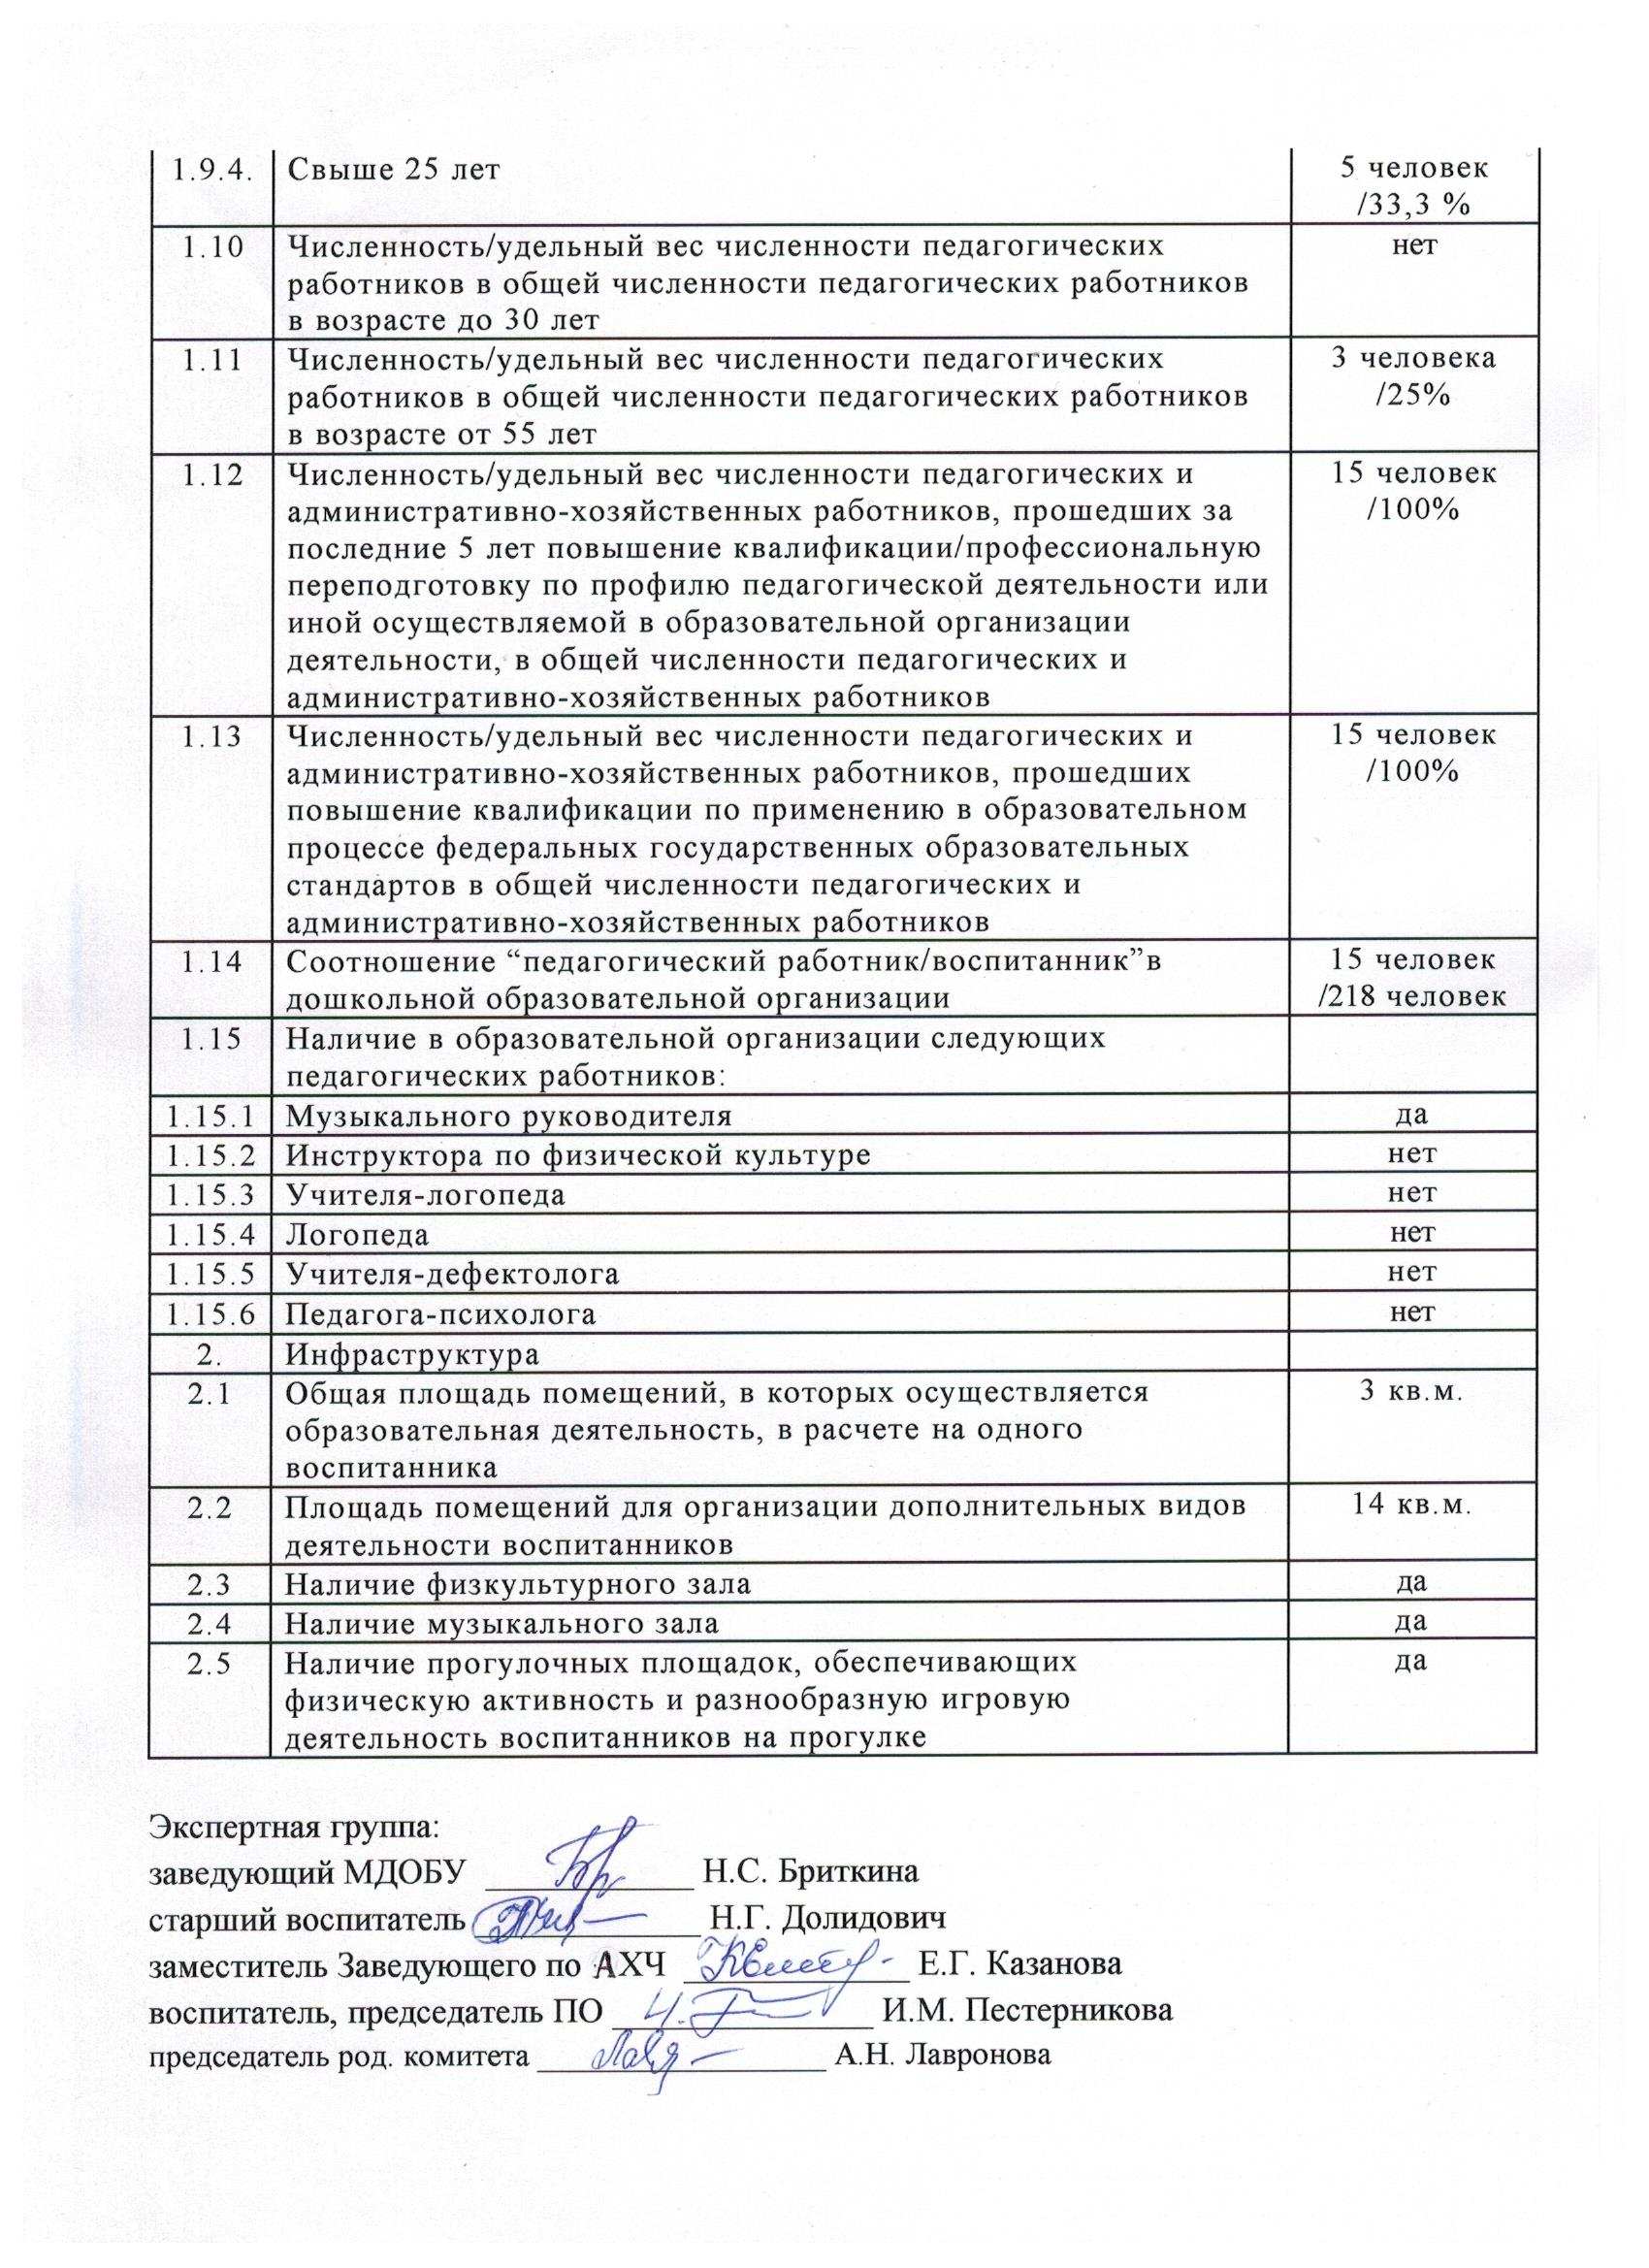 1.9.4. Свыше 25 лет 5 человек
/33,3 %
1.10 Численность/удельный вес численности педагогических нет
работников в общей численности педагогических работников
в возрасте до 30 лет
1.11 Численность/удельный вес численности педагогических 3 человека
работников в общей численности педагогических работников /25%
в возрасте от 55 лет
1.12 Численность/удельный вес численности педагогических и 15 человек
административно-хозяйственных работников, прошедших за /100%
последние 5 лет повышение квалификации/профессиональную
переподготовку по профилю педагогической деятельности или
иной осуществляемой в образовательной организации
деятельности, в общей численности педагогических и
административно-хозяйственных работников
1.13 Численность/удельный вес численности педагогических и 15 человек
административно-хозяйственных работников, прошедших /100%
повышение квалификации по применению в образовательном
процессе федеральных государственных образовательных
стандартов в общей численности педагогических и
административно-хозяйственных работников
1.14 Соотношение “педагогический работник/воспитанник”в 15 человек
дошкольной образовательной организации /218 человек
1.15 Наличие в образовательной организации следующих
педагогических работников:
1.15.1 Музыкального руководителя да
1.15.2 Инструктора по физической культуре нет
1.15.3 Учителя-логопеда нет
1.15.4 Логопеда нет
1.15.5 Учителя-дефектолога нет
1.15.6 Педагога-психолога нет
2. Инфраструктура
2.1 Общая площадь помещений, в которых осуществляется 3 кв.м.
образовательная деятельность, в расчете на одного
воспитанника
2.2 Площадь помещений для организации дополнительных видов 14 кв.м.
деятельности воспитанников
2.3 Наличие физкультурного зала да
2.4 Наличие музыкального зала да
2.5 Наличие прогулочных площадок, обеспечивающих да
физическую активность и разнообразную игровую
деятельность воспитанников на прогулке
Экспертная группа:
заведующий МДОБУ Н.С. Бриткина
старший воспитатель Н.Г. Долидович
заместитель Заведующего по АХЧ Е.Г. Казанова
воспитатель, председатель ПО И.М. Пестерникова
председатель род. комитета А.Н. Лавронова